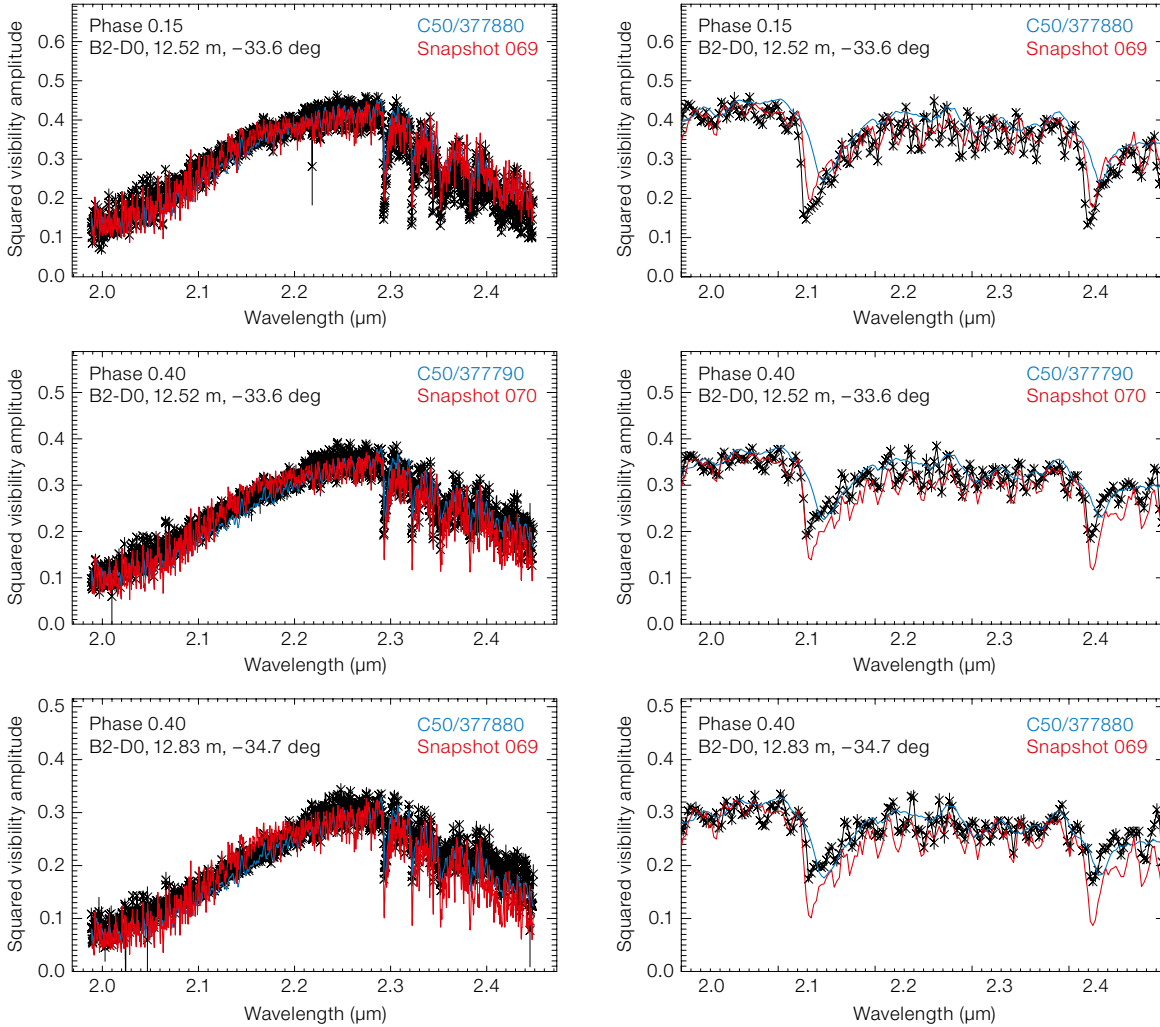 Phase 0.15 C50/377880
B2-D0, 12.52 m, −33.6 deg Snapshot 069
Squared visibility amplitude
0.6
0.5
0.4
0.3
0.2
0.1
0.0
2.0 2.1 2.2 2.3 2.4
Wavelength (µm)
Phase 0.15 C50/377880
B2-D0, 12.52 m, −33.6 deg Snapshot 069
Squared visibility amplitude
0.6
0.5
0.4
0.3
0.2
0.1
0.0
2.0 2.1 2.2 2.3 2.4
Wavelength (µm)
Phase 0.40 C50/377790
B2-D0, 12.52 m, −33.6 deg Snapshot 070
Squared visibility amplitude
0.5
0.4
0.3
0.2
0.1
0.0
2.0 2.1 2.2 2.3 2.4
Wavelength (µm)
Phase 0.40 C50/377790
B2-D0, 12.52 m, −33.6 deg Snapshot 070
Squared visibility amplitude
0.5
0.4
0.3
0.2
0.1
0.0
2.0 2.1 2.2 2.3 2.4
Wavelength (µm)
Phase 0.40 C50/377880
B2-D0, 12.83 m, −34.7 deg Snapshot 069
Squared visibility amplitude
0.5
0.4
0.3
0.2
0.1
0.0
2.0 2.1 2.2 2.3 2.4
Wavelength (µm)
Phase 0.40 C50/377880
B2-D0, 12.83 m, −34.7 deg Snapshot 069
Squared visibility amplitude
0.5
0.4
0.3
0.2
0.1
0.0
2.0 2.1 2.2 2.3 2.4
Wavelength (µm)